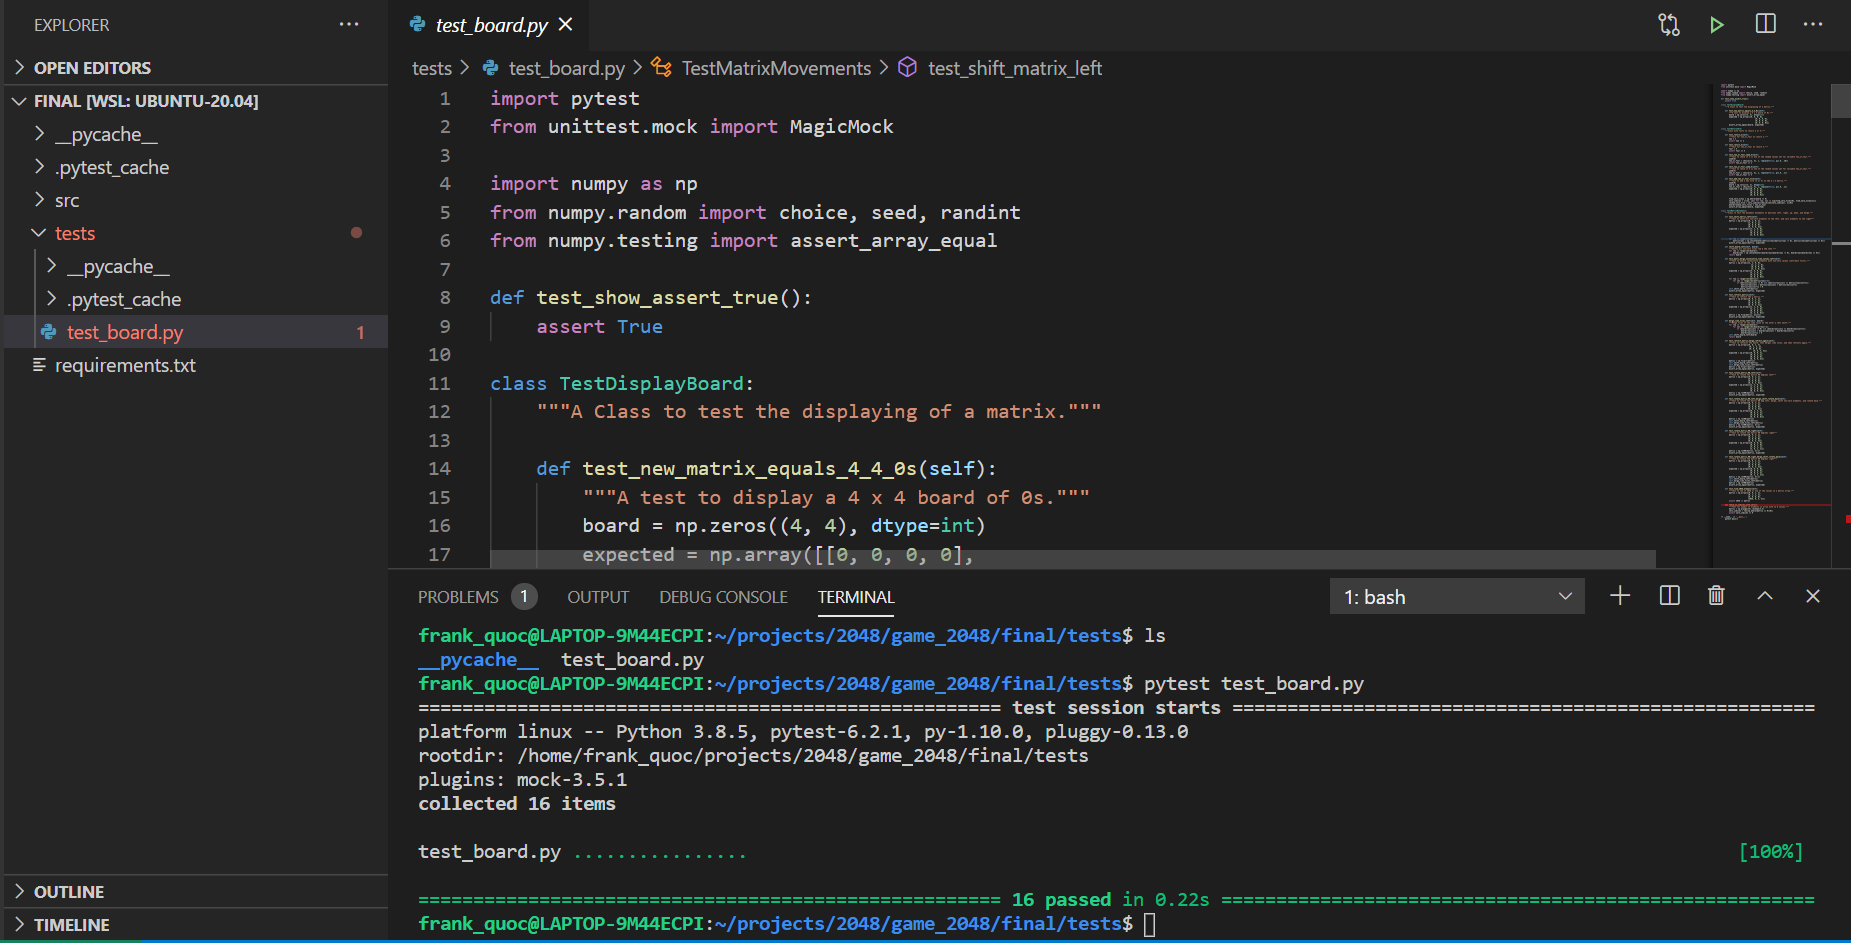 EXPLORER
···
OPEN EDITORS
FINAL [WSL: UBUNTU-20.04]
__pycache__
.pytest_cache
src
tests
__pycache__
.pytest_cache
test_board.py 1
requirements.txt
OUTLINE
TIMELINE
test_board.py
tests > test_board.py > TestMatrixMovements > test_shift_matrix_left
1 import pytest
2 from unittest.mock import MagicMock
3
4 import numpy as np
5 from numpy.random import choice, seed, randint
6 from numpy.testing import assert_array_equal
7
8 def test_show_assert_true():
9     assert True
10
11 class TestDisplayBoard:
12     """A Class to test the displaying of a matrix."""
13
14     def test_new_matrix_equals_4_4_0s(self):
15         """A test to display a 4 x 4 board of 0s."""
16         board = np.zeros((4, 4), dtype=int)
17         expected = np.array([[0, 0, 0, 0],
PROBLEMS 1 OUTPUT DEBUG CONSOLE TERMINAL 1: bash
frank_quoc@LAPTOP-9M44ECPI:~/projects/2048/game_2048/final/tests$ ls
__pycache__  test_board.py
frank_quoc@LAPTOP-9M44ECPI:~/projects/2048/game_2048/final/tests$ pytest test_board.py
===================================================== test session starts =====================================================
platform linux -- Python 3.8.5, pytest-6.2.1, py-1.10.0, pluggy-0.13.0
rootdir: /home/frank_quoc/projects/2048/game_2048/final/tests
plugins: mock-3.5.1
collected 16 items
test_board.py ................ [100%]
===================================================== 16 passed in 0.22s ======================================================
frank_quoc@LAPTOP-9M44ECPI:~/projects/2048/game_2048/final/tests$